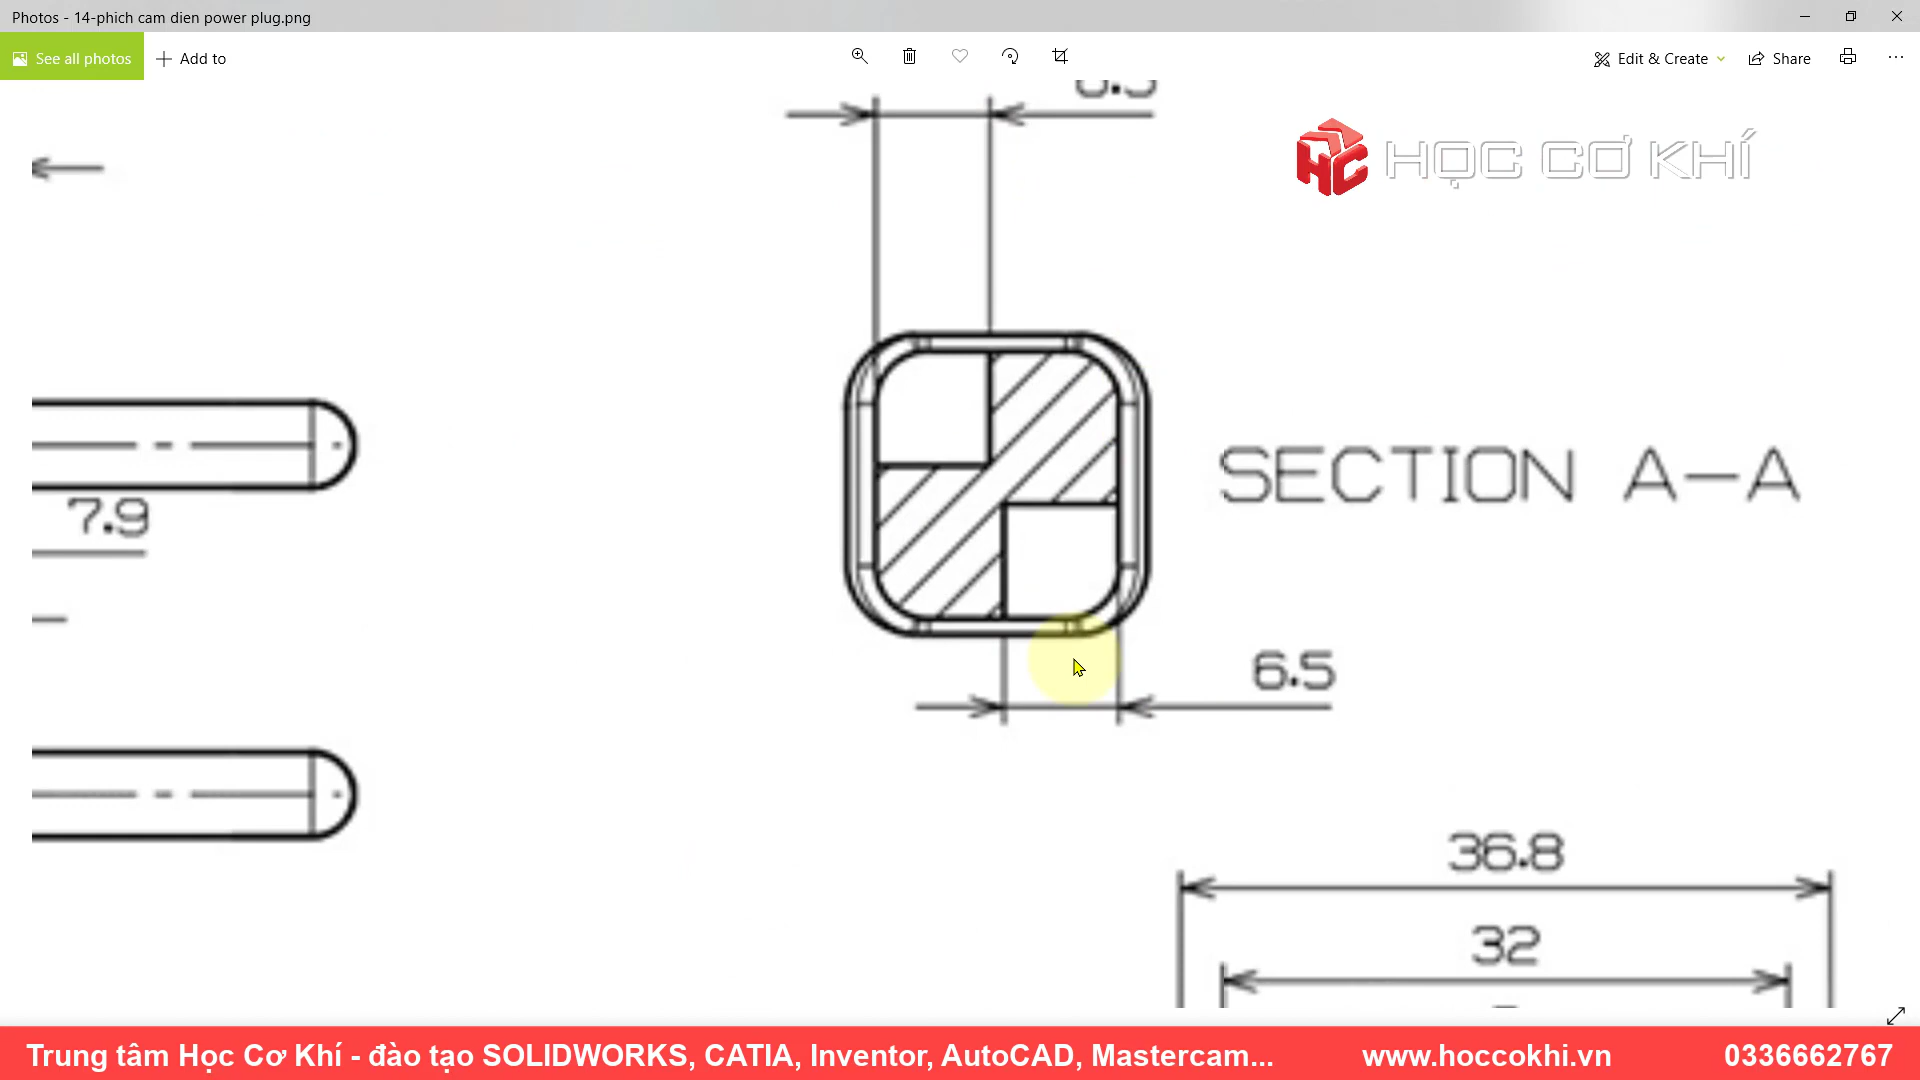 Photos - 14-phich cam dien power plug.png
See all photos
Add to
Edit & Create
Share
HỌC CƠ KHÍ
7.9
SECTION A-A
6.5
36.8
32
Trung tâm Học Cơ Khí - đào tạo SOLIDWORKS, CATIA, Inventor, AutoCAD, Mastercam... www.hoccokhi.vn 0336662767